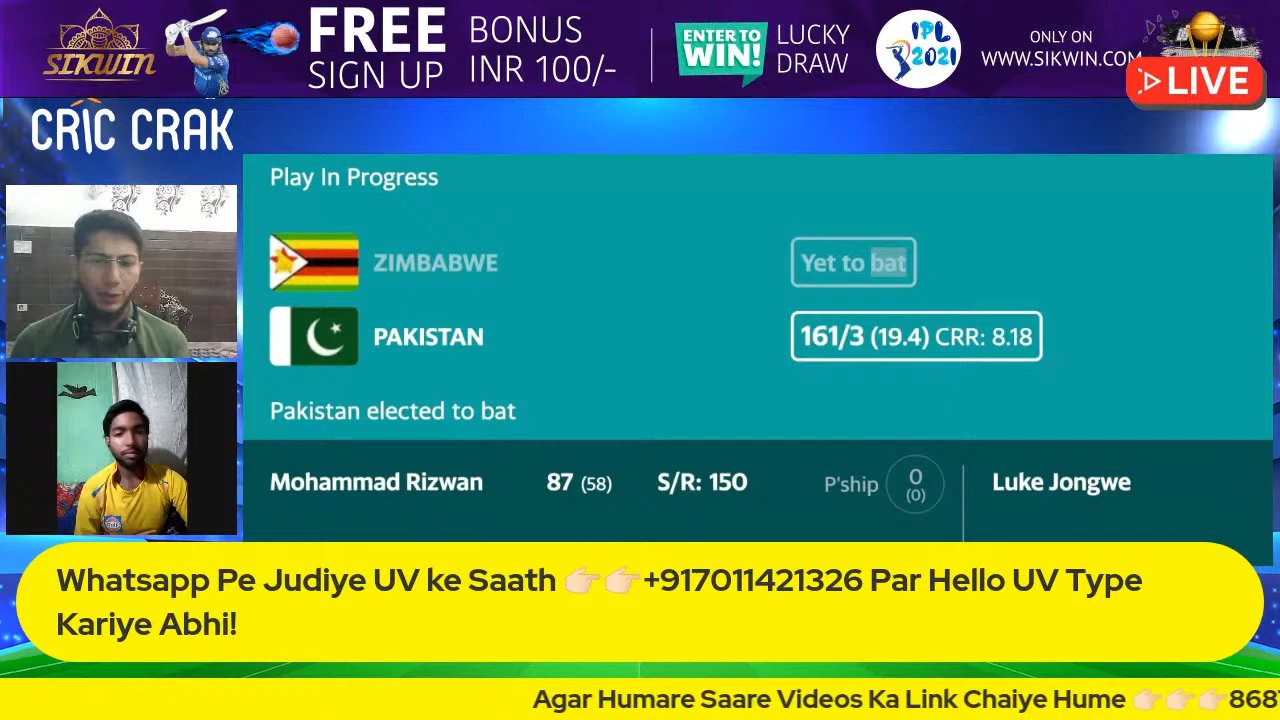 SIKWIN
FREE
SIGN UP
BONUS
INR 100/-
ENTER TO
WIN!
LUCKY
DRAW
IPL
2021
ONLY ON
WWW.SIKWIN.COM
LIVE
CRIC CRAK
Play In Progress
ZIMBABWE
Yet to bat
PAKISTAN
161/3 (19.4) CRR: 8.18
Pakistan elected to bat
Mohammad Rizwan 87 (58) S/R: 150 P'ship 0 (0) Luke Jongwe
Whatsapp Pe Judiye UV ke Saath 👉🏻👉🏻+917011421326 Par Hello UV Type
Kariye Abhi!
Agar Humare Saare Videos Ka Link Chaiye Hume 👉🏻👉🏻👉🏻868